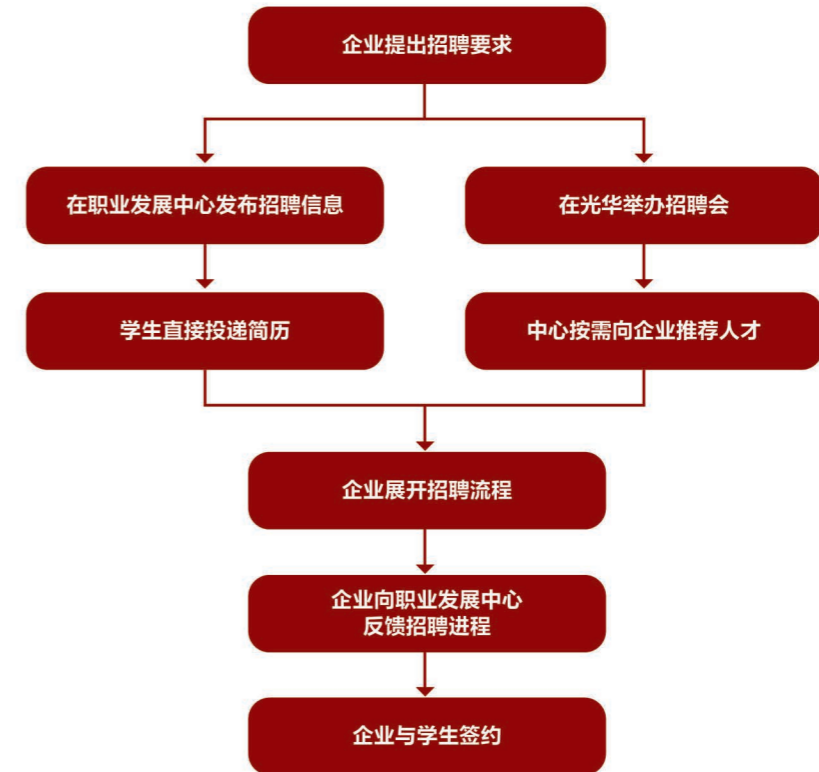 企业提出招聘要求
在职业发展中心发布招聘信息
在光华举办招聘会
学生直接投递简历
中心按需向企业推荐人才
企业展开招聘流程
企业向职业发展中心
反馈招聘进程
企业与学生签约